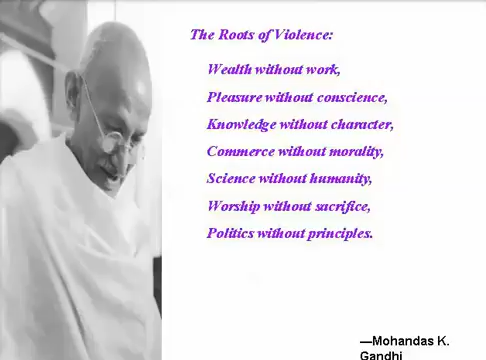 The Roots of Violence:
Wealth without work,
Pleasure without conscience,
Knowledge without character,
Commerce without morality,
Science without humanity,
Worship without sacrifice,
Politics without principles.
—Mohandas K.
Gandhi